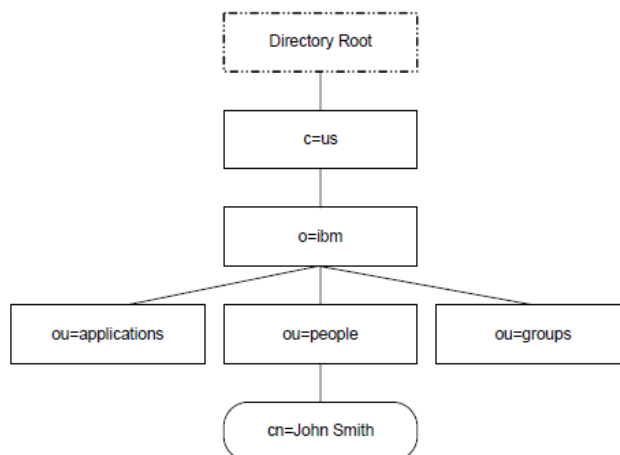 Directory Root
c=us
o=ibm
ou=applications
ou=people
ou=groups
cn=John Smith